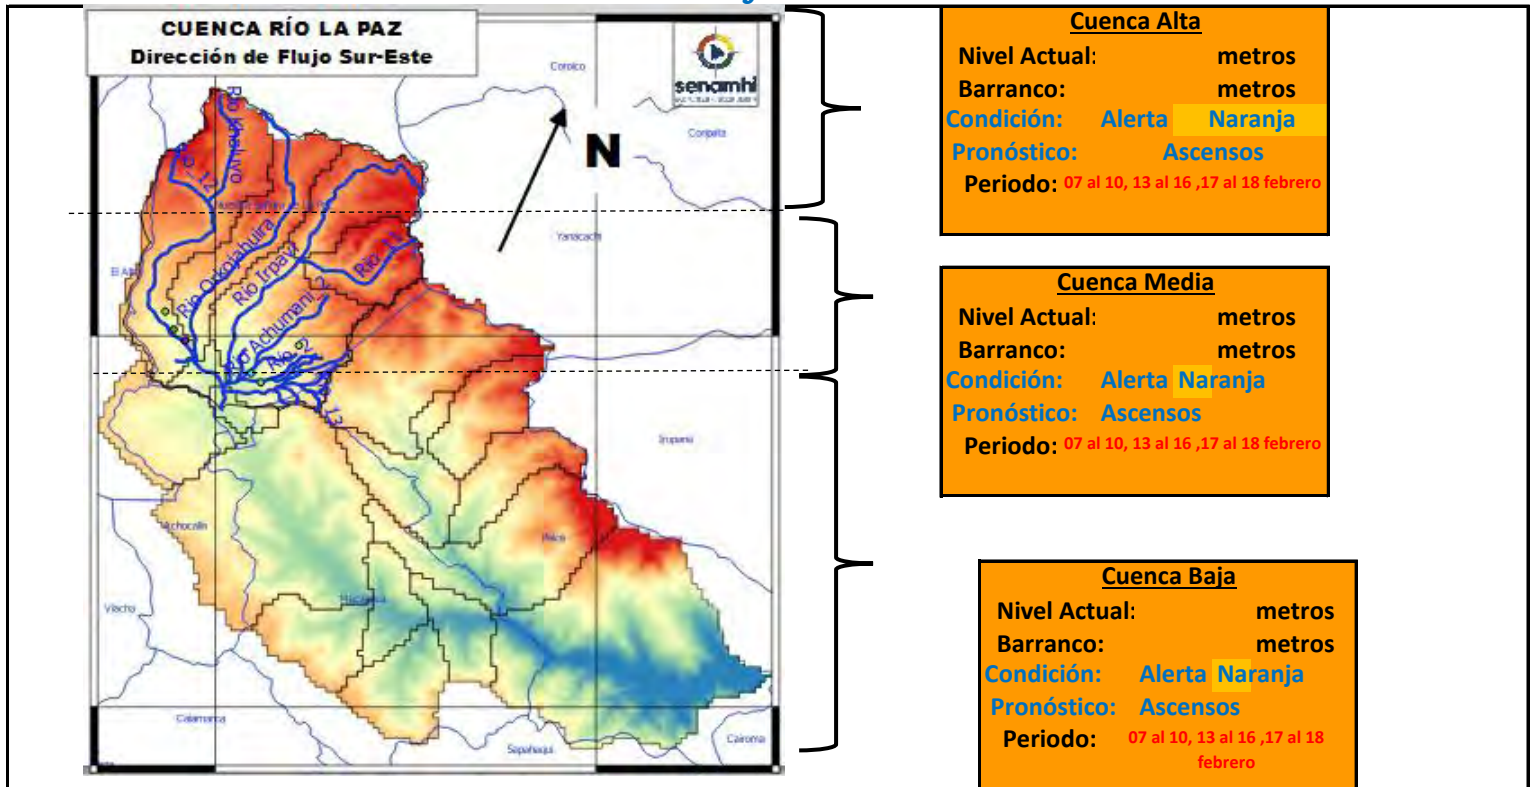 CUENCA RÍO LA PAZ
Dirección de Flujo Sur-Este
senamhi
N
Coroico
Coripata
Yanacachi
Irupana
El Alto
Achocalla
Viacha
Calamarca
Sapahaqui
Cairoma
Mecapaca
Palca
Río Khaluyo
Río Orkojahuira
Río Irpavi
Río Achumani_2
Río_11
13
Cuenca Alta
Nivel Actual: metros
Barranco: metros
Condición: Alerta Naranja
Pronóstico: Ascensos
Periodo: 07 al 10, 13 al 16 ,17 al 18 febrero
Cuenca Media
Nivel Actual: metros
Barranco: metros
Condición: Alerta Naranja
Pronóstico: Ascensos
Periodo: 07 al 10, 13 al 16 ,17 al 18 febrero
Cuenca Baja
Nivel Actual: metros
Barranco: metros
Condición: Alerta Naranja
Pronóstico: Ascensos
Periodo: 07 al 10, 13 al 16 ,17 al 18
febrero